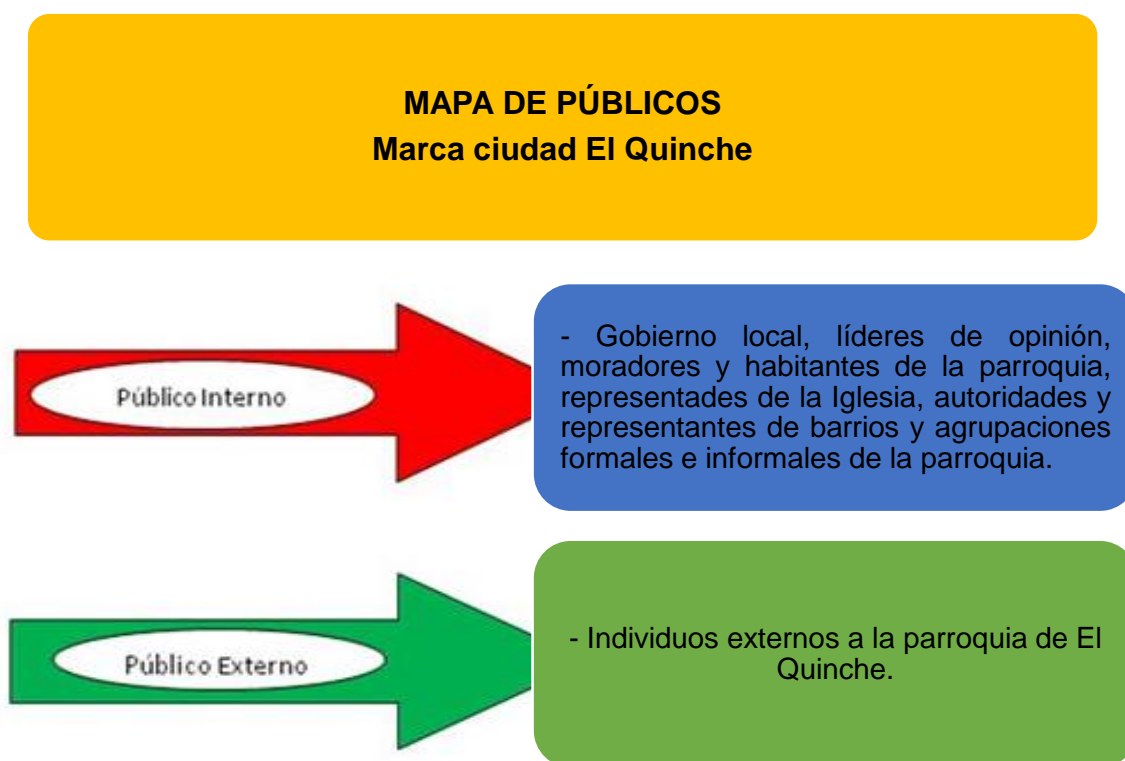 MAPA DE PÚBLICOS
Marca ciudad El Quinche
Público Interno
- Gobierno local, líderes de opinión,
moradores y habitantes de la parroquia,
representades de la Iglesia, autoridades y
representantes de barrios y agrupaciones
formales e informales de la parroquia.
Público Externo
- Individuos externos a la parroquia de El
Quinche.